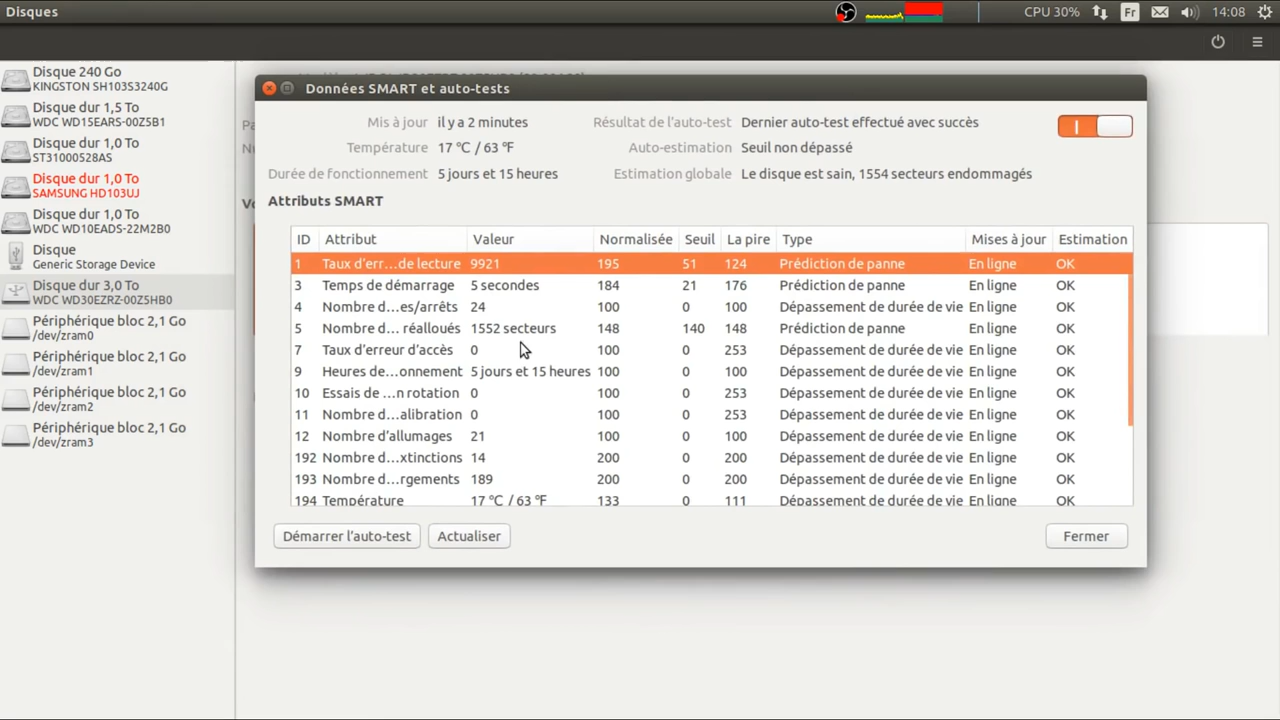 Disques
CPU 30% Fr 14:08
Disque 240 Go
KINGSTON SH103S3240G
Disque dur 1,5 To
WDC WD15EARS-00Z5B1
Disque dur 1,0 To
ST31000528AS
Disque dur 1,0 To
SAMSUNG HD103UJ
Disque dur 1,0 To
WDC WD10EADS-22M2B0
Disque
Generic Storage Device
Disque dur 3,0 To
WDC WD30EZRZ-00Z5HB0
Périphérique bloc 2,1 Go
/dev/zram0
Périphérique bloc 2,1 Go
/dev/zram1
Périphérique bloc 2,1 Go
/dev/zram2
Périphérique bloc 2,1 Go
/dev/zram3
Données SMART et auto-tests
Mis à jour il y a 2 minutes Résultat de l'auto-test Dernier auto-test effectué avec succès
Température 17 °C / 63 °F Auto-estimation Seuil non dépassé
Durée de fonctionnement 5 jours et 15 heures Estimation globale Le disque est sain, 1554 secteurs endommagés
Attributs SMART
ID Attribut Valeur Normalisée Seuil La pire Type Mises à jour Estimation
1 Taux d'err…de lecture 9921 195 51 124 Prédiction de panne En ligne OK
3 Temps de démarrage 5 secondes 184 21 176 Prédiction de panne En ligne OK
4 Nombre d…es/arrêts 24 100 0 100 Dépassement de durée de vie En ligne OK
5 Nombre d… réalloués 1552 secteurs 148 140 148 Prédiction de panne En ligne OK
7 Taux d'erreur d'accès 0 100 0 253 Dépassement de durée de vie En ligne OK
9 Heures de…onnement 5 jours et 15 heures 100 0 100 Dépassement de durée de vie En ligne OK
10 Essais de …n rotation 0 100 0 253 Dépassement de durée de vie En ligne OK
11 Nombre d…alibration 0 100 0 253 Dépassement de durée de vie En ligne OK
12 Nombre d'allumages 21 100 0 100 Dépassement de durée de vie En ligne OK
192 Nombre d…xtinctions 14 200 0 200 Dépassement de durée de vie En ligne OK
193 Nombre d…rgements 189 200 0 200 Dépassement de durée de vie En ligne OK
194 Température 17 °C / 63 °F 133 0 111 Dépassement de durée de vie En ligne OK
Démarrer l'auto-test Actualiser Fermer